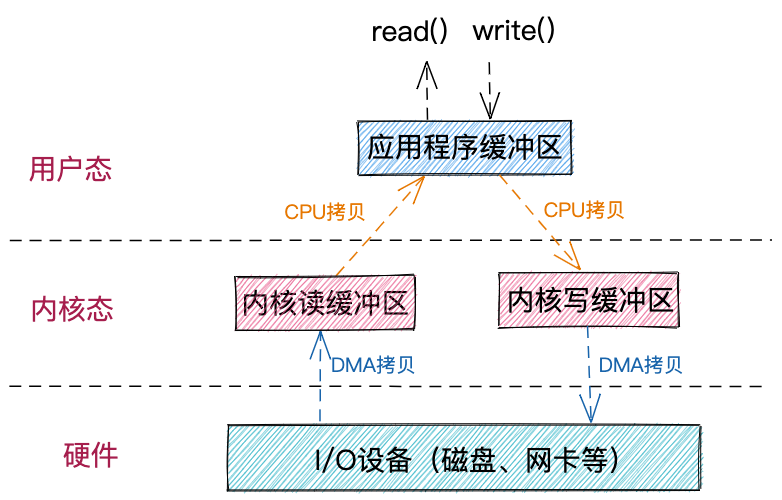 read() write()
应用程序缓冲区
用户态
CPU拷贝 CPU拷贝
内核读缓冲区 内核写缓冲区
内核态
DMA拷贝 DMA拷贝
硬件
I/O设备（磁盘、网卡等）